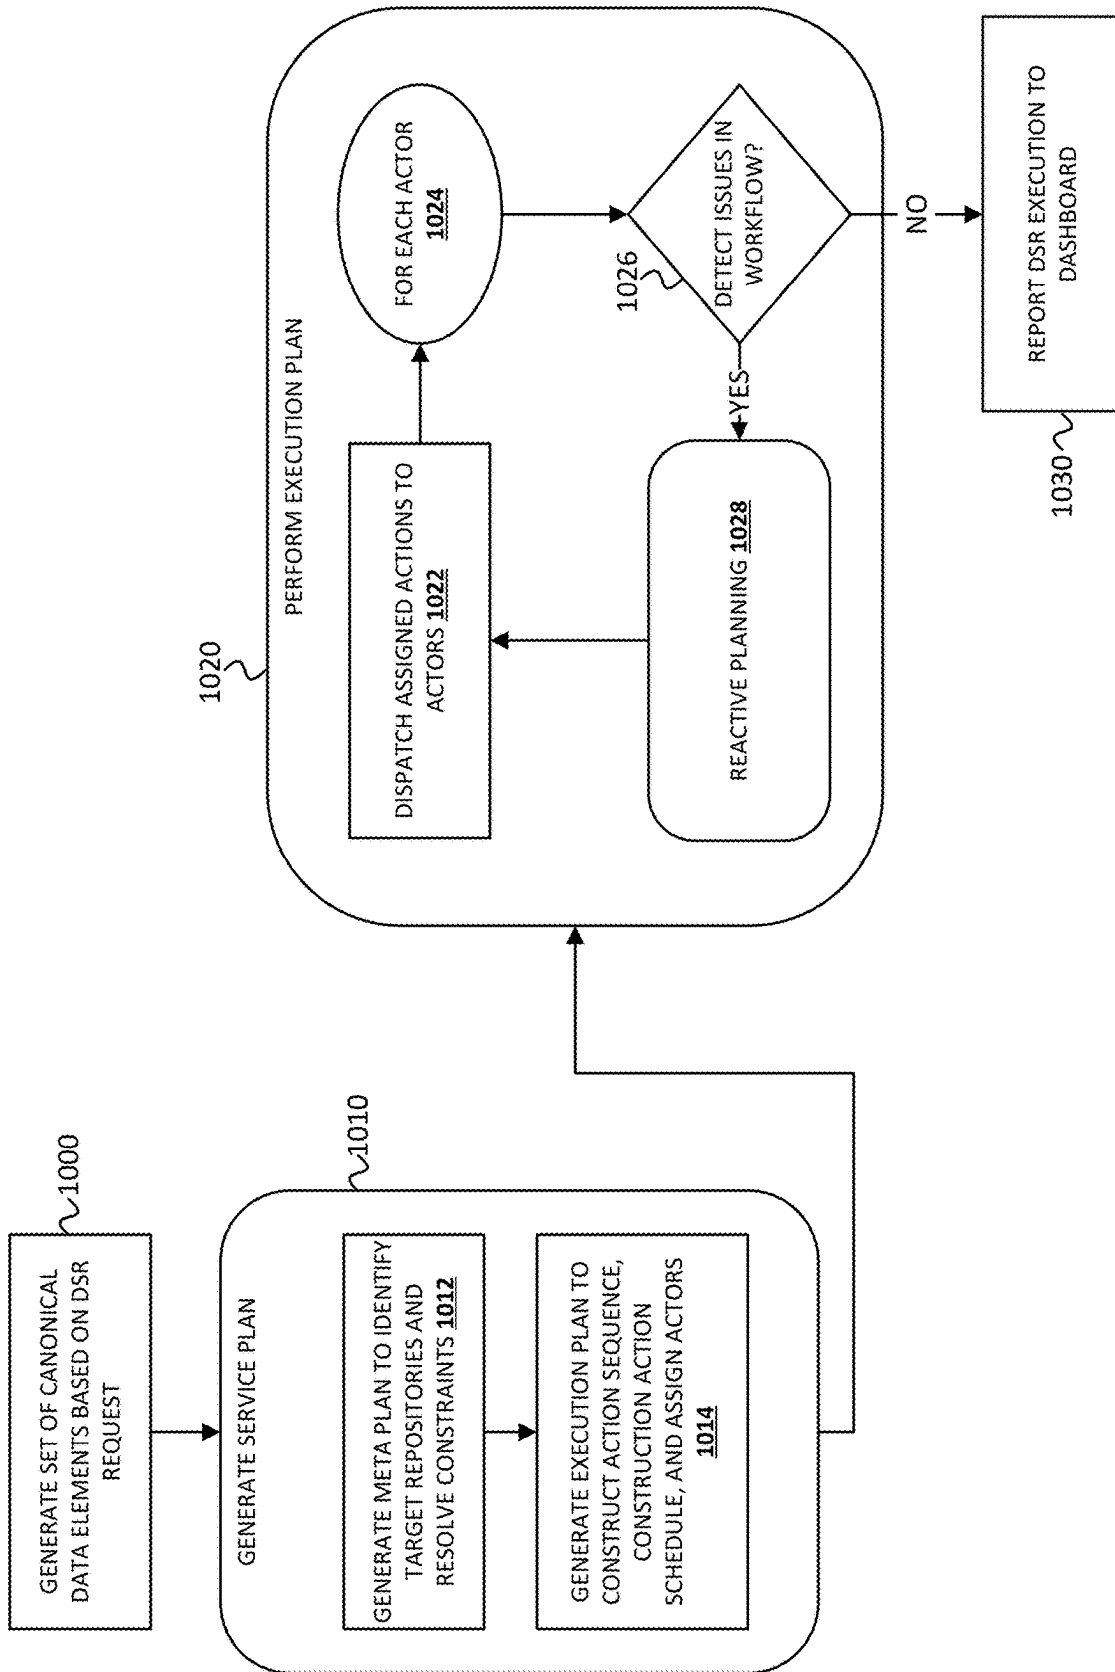 GENERATE SET OF CANONICAL
DATA ELEMENTS BASED ON DSR
REQUEST
1000
GENERATE SERVICE PLAN
1010
GENERATE META PLAN TO IDENTIFY
TARGET REPOSITORIES AND
RESOLVE CONSTRAINTS 1012
GENERATE EXECUTION PLAN TO
CONSTRUCT ACTION SEQUENCE,
CONSTRUCTION ACTION
SCHEDULE, AND ASSIGN ACTORS
1014
1020
PERFORM EXECUTION PLAN
DISPATCH ASSIGNED ACTIONS TO
ACTORS 1022
FOR EACH ACTOR
1024
1026
DETECT ISSUES IN
WORKFLOW?
YES
REACTIVE PLANNING 1028
NO
1030
REPORT DSR EXECUTION TO
DASHBOARD